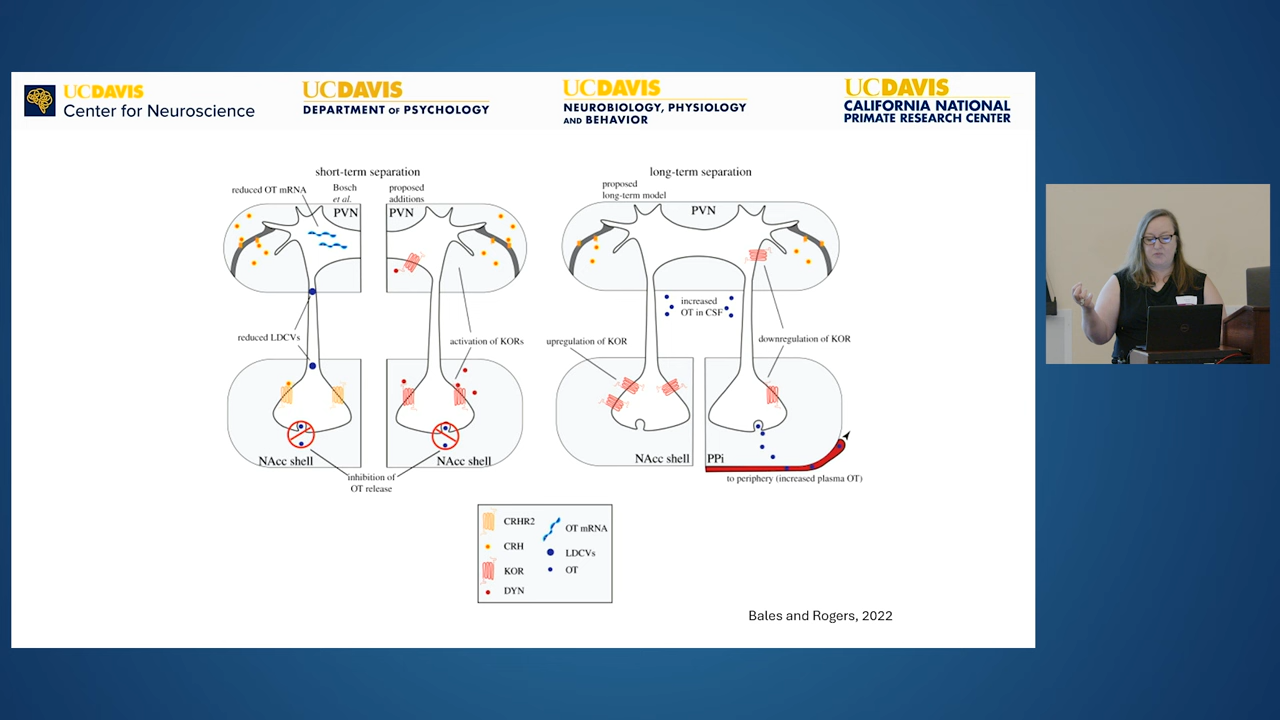 UCDAVIS
Center for Neuroscience
UCDAVIS
DEPARTMENT OF PSYCHOLOGY
UCDAVIS
NEUROBIOLOGY, PHYSIOLOGY
AND BEHAVIOR
UCDAVIS
CALIFORNIA NATIONAL
PRIMATE RESEARCH CENTER
short-term separation
reduced OT mRNA
Bosch
et al.
PVN
proposed
additions
PVN
reduced LDCVs
activation of KORs
NAcc shell
NAcc shell
inhibition of
OT release
long-term separation
proposed
long-term model
PVN
increased
OT in CSF
upregulation of KOR
downregulation of KOR
NAcc shell
PPi
to periphery (increased plasma OT)
CRHR2
CRH
KOR
DYN
OT mRNA
LDCVs
OT
Bales and Rogers, 2022